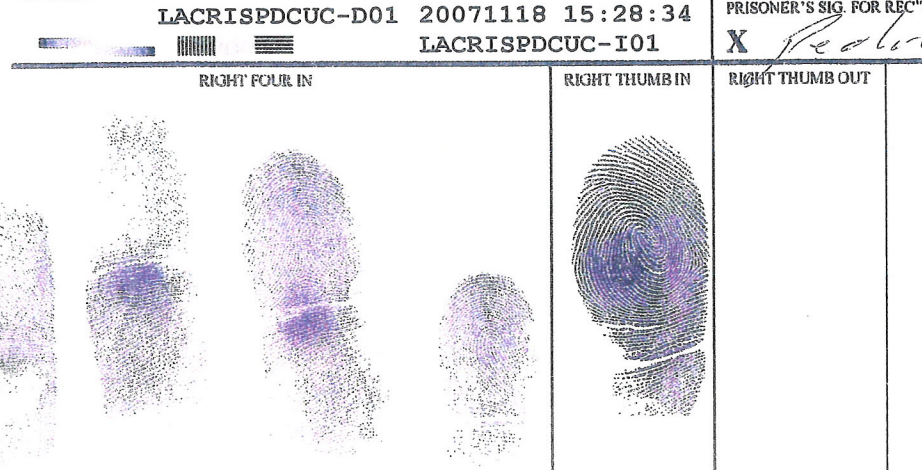 LACRISPDCUC-D01 20071118 15:28:34
LACRISPDCUC-I01
PRISONER'S SIG. FOR REC"
X
RIGHT FOUR IN
RIGHT THUMB IN
RIGHT THUMB OUT